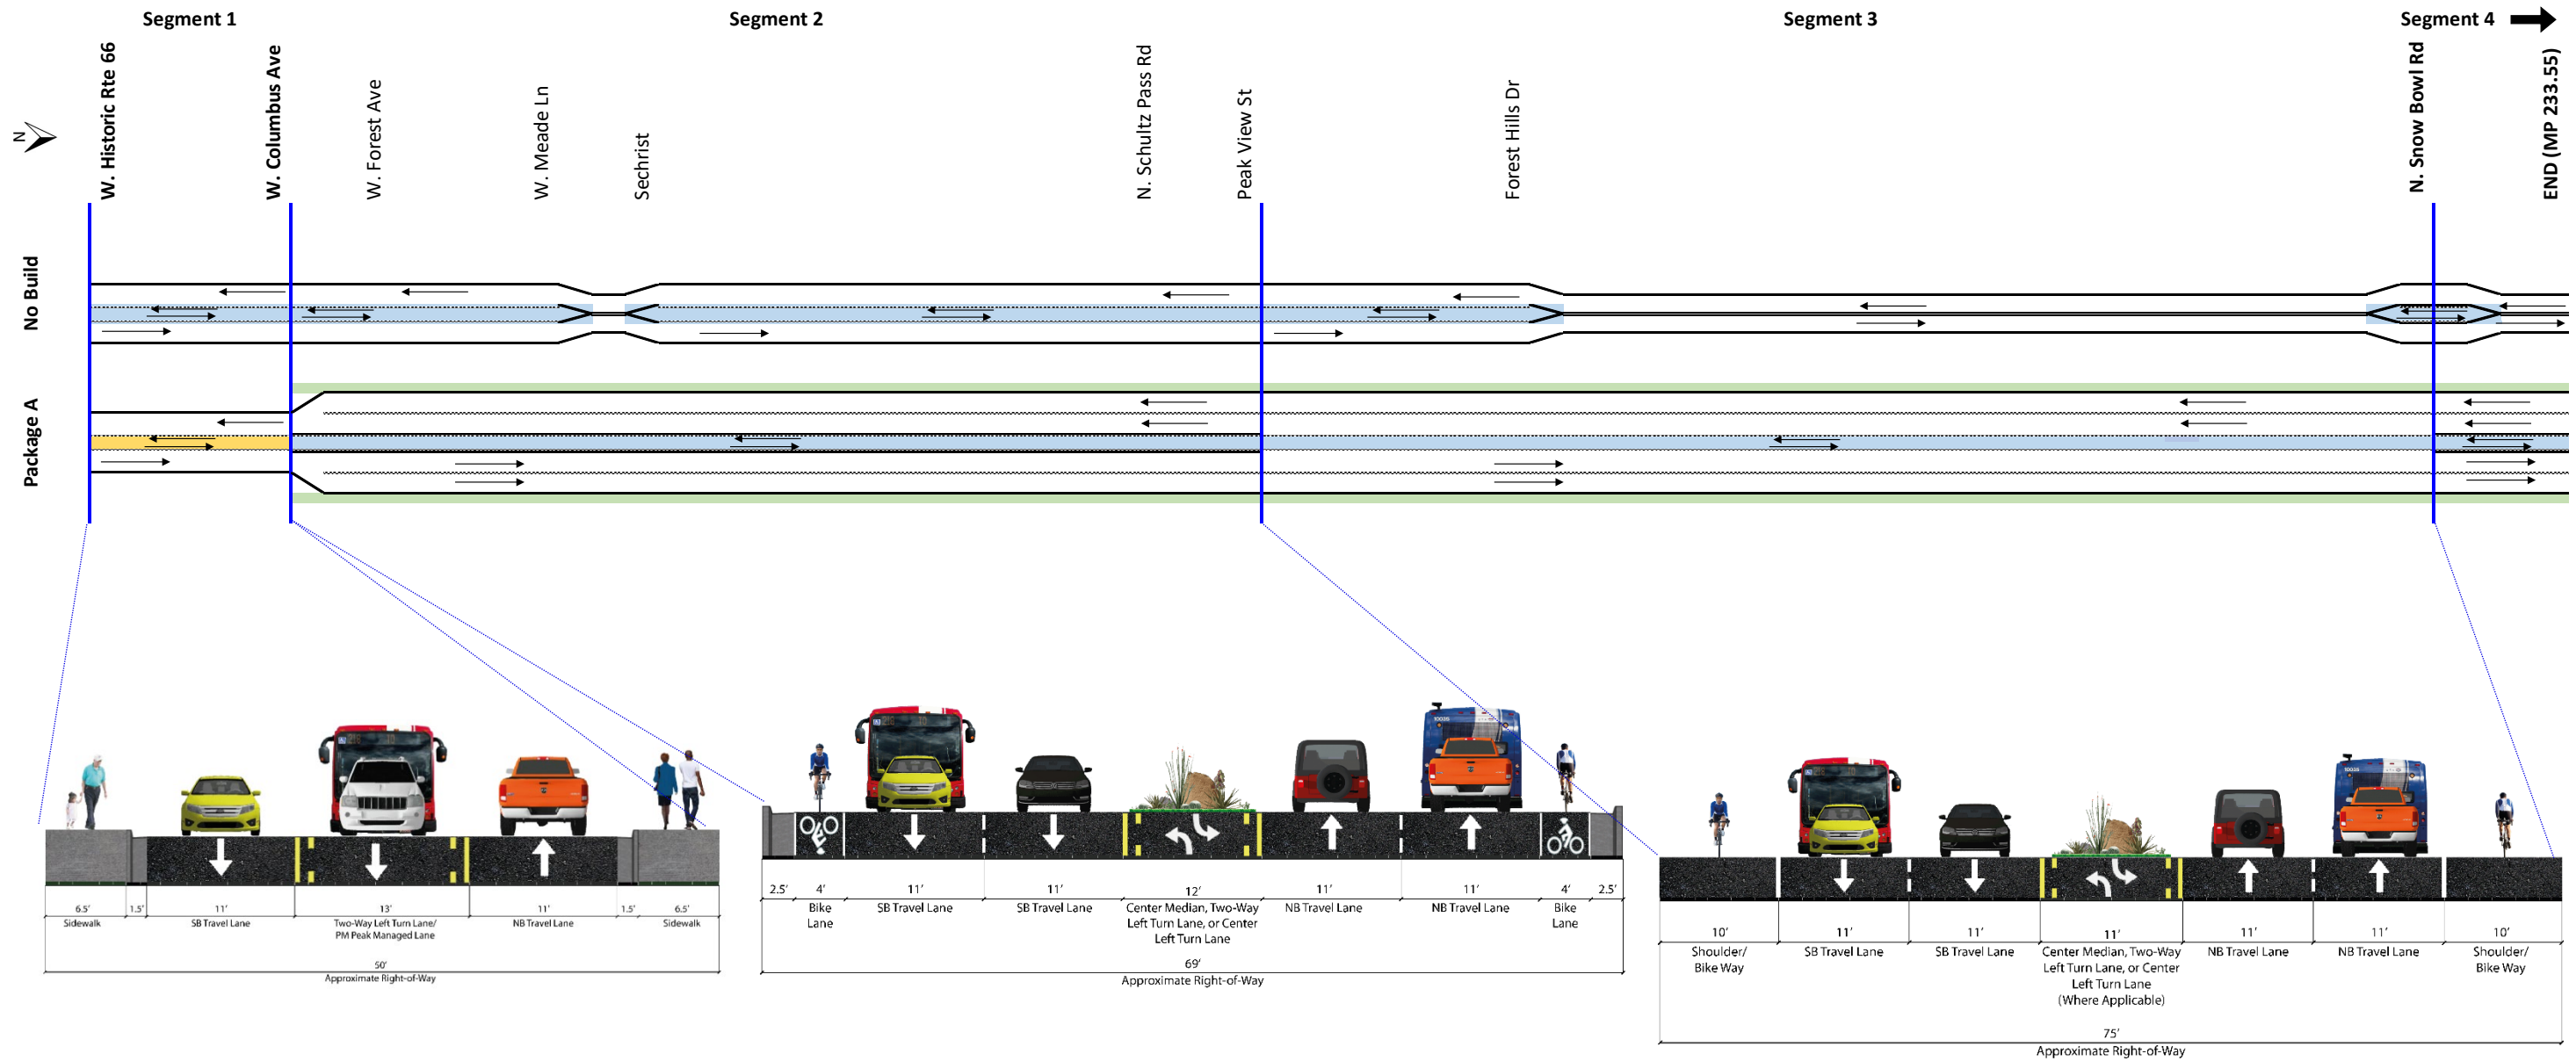 Segment 1
Segment 2
Segment 3
Segment 4
W. Historic Rte 66
W. Columbus Ave
W. Forest Ave
W. Meade Ln
Sechrist
N. Schultz Pass Rd
Peak View St
Forest Hills Dr
N. Snow Bowl Rd
END (MP 233.55)
N
No Build
Package A
6.5'
1.5'
11'
13'
11'
1.5'
6.5'
Sidewalk
SB Travel Lane
Two-Way Left Turn Lane/
PM Peak Managed Lane
NB Travel Lane
Sidewalk
50'
Approximate Right-of-Way
2.5'
4'
11'
11'
12'
11'
11'
4'
2.5'
Bike
Lane
SB Travel Lane
SB Travel Lane
Center Median, Two-Way
Left Turn Lane, or Center
Left Turn Lane
NB Travel Lane
NB Travel Lane
Bike
Lane
69'
Approximate Right-of-Way
10'
11'
11'
11'
11'
11'
10'
Shoulder/
Bike Way
SB Travel Lane
SB Travel Lane
Center Median, Two-Way
Left Turn Lane, or Center
Left Turn Lane
(Where Applicable)
NB Travel Lane
NB Travel Lane
Shoulder/
Bike Way
75'
Approximate Right-of-Way